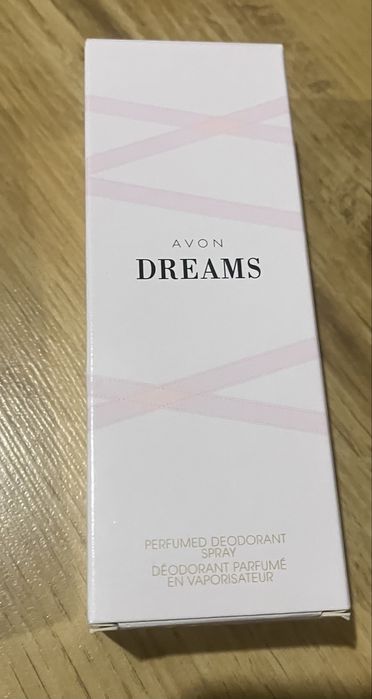 AVON
DREAMS
PERFUMED DEODORANT
SPRAY
DÉODORANT PARFUMÉ
EN VAPORISATEUR